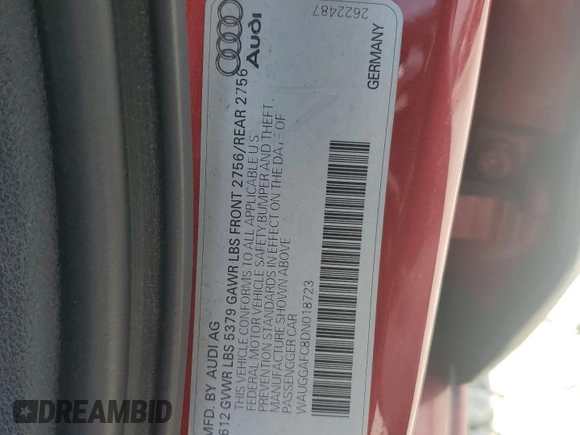 MFD. BY AUDI AG
612 GVWR LBS 5379 GAWR LBS FRONT 2756/REAR 2756
THIS VEHICLE CONFORMS TO ALL APPLICABLE U.S.
FEDERAL MOTOR VEHICLE SAFETY BUMPER AND THEFT
PREVENTION STANDARDS IN EFFECT ON THE DATE OF
MANUFACTURE SHOWN ABOVE
PASSENGER CAR
WAUGGAFC8DN018723
Audi
2622487
GERMANY
DREAMBID